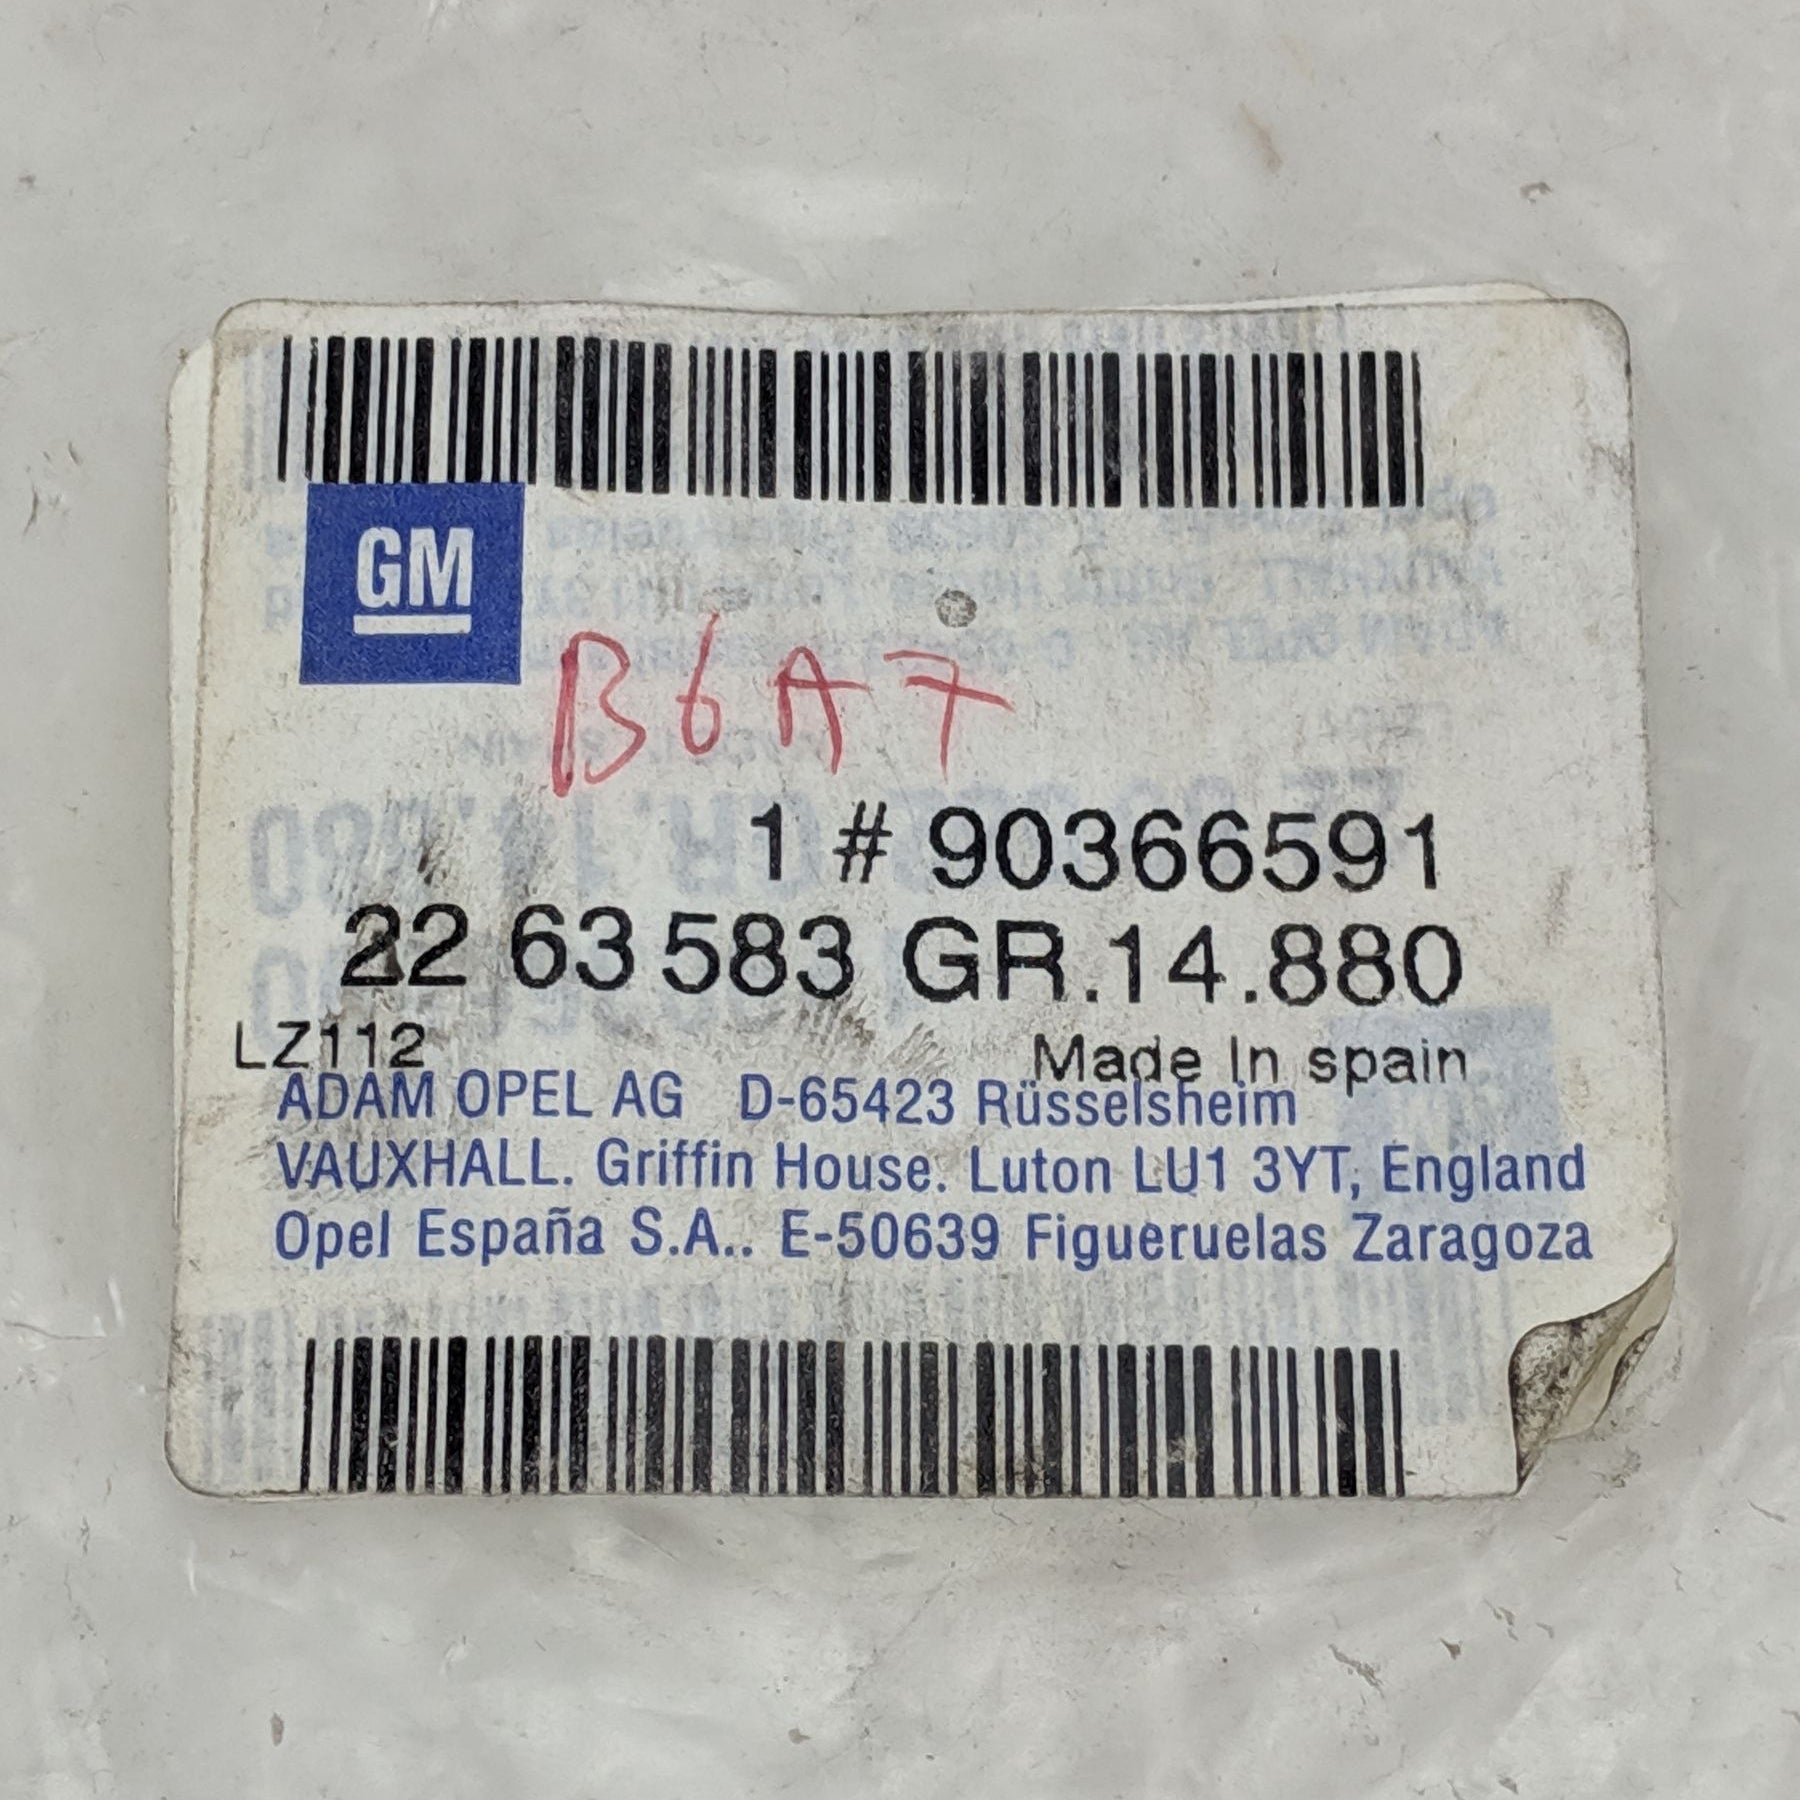 GM
B6A7
1 # 90366591
22 63 583 GR.14.880
LZ112
Made In spain
ADAM OPEL AG D-65423 Rüsselsheim
VAUXHALL. Griffin House. Luton LU1 3YT, England
Opel España S.A.. E-50639 Figueruelas Zaragoza